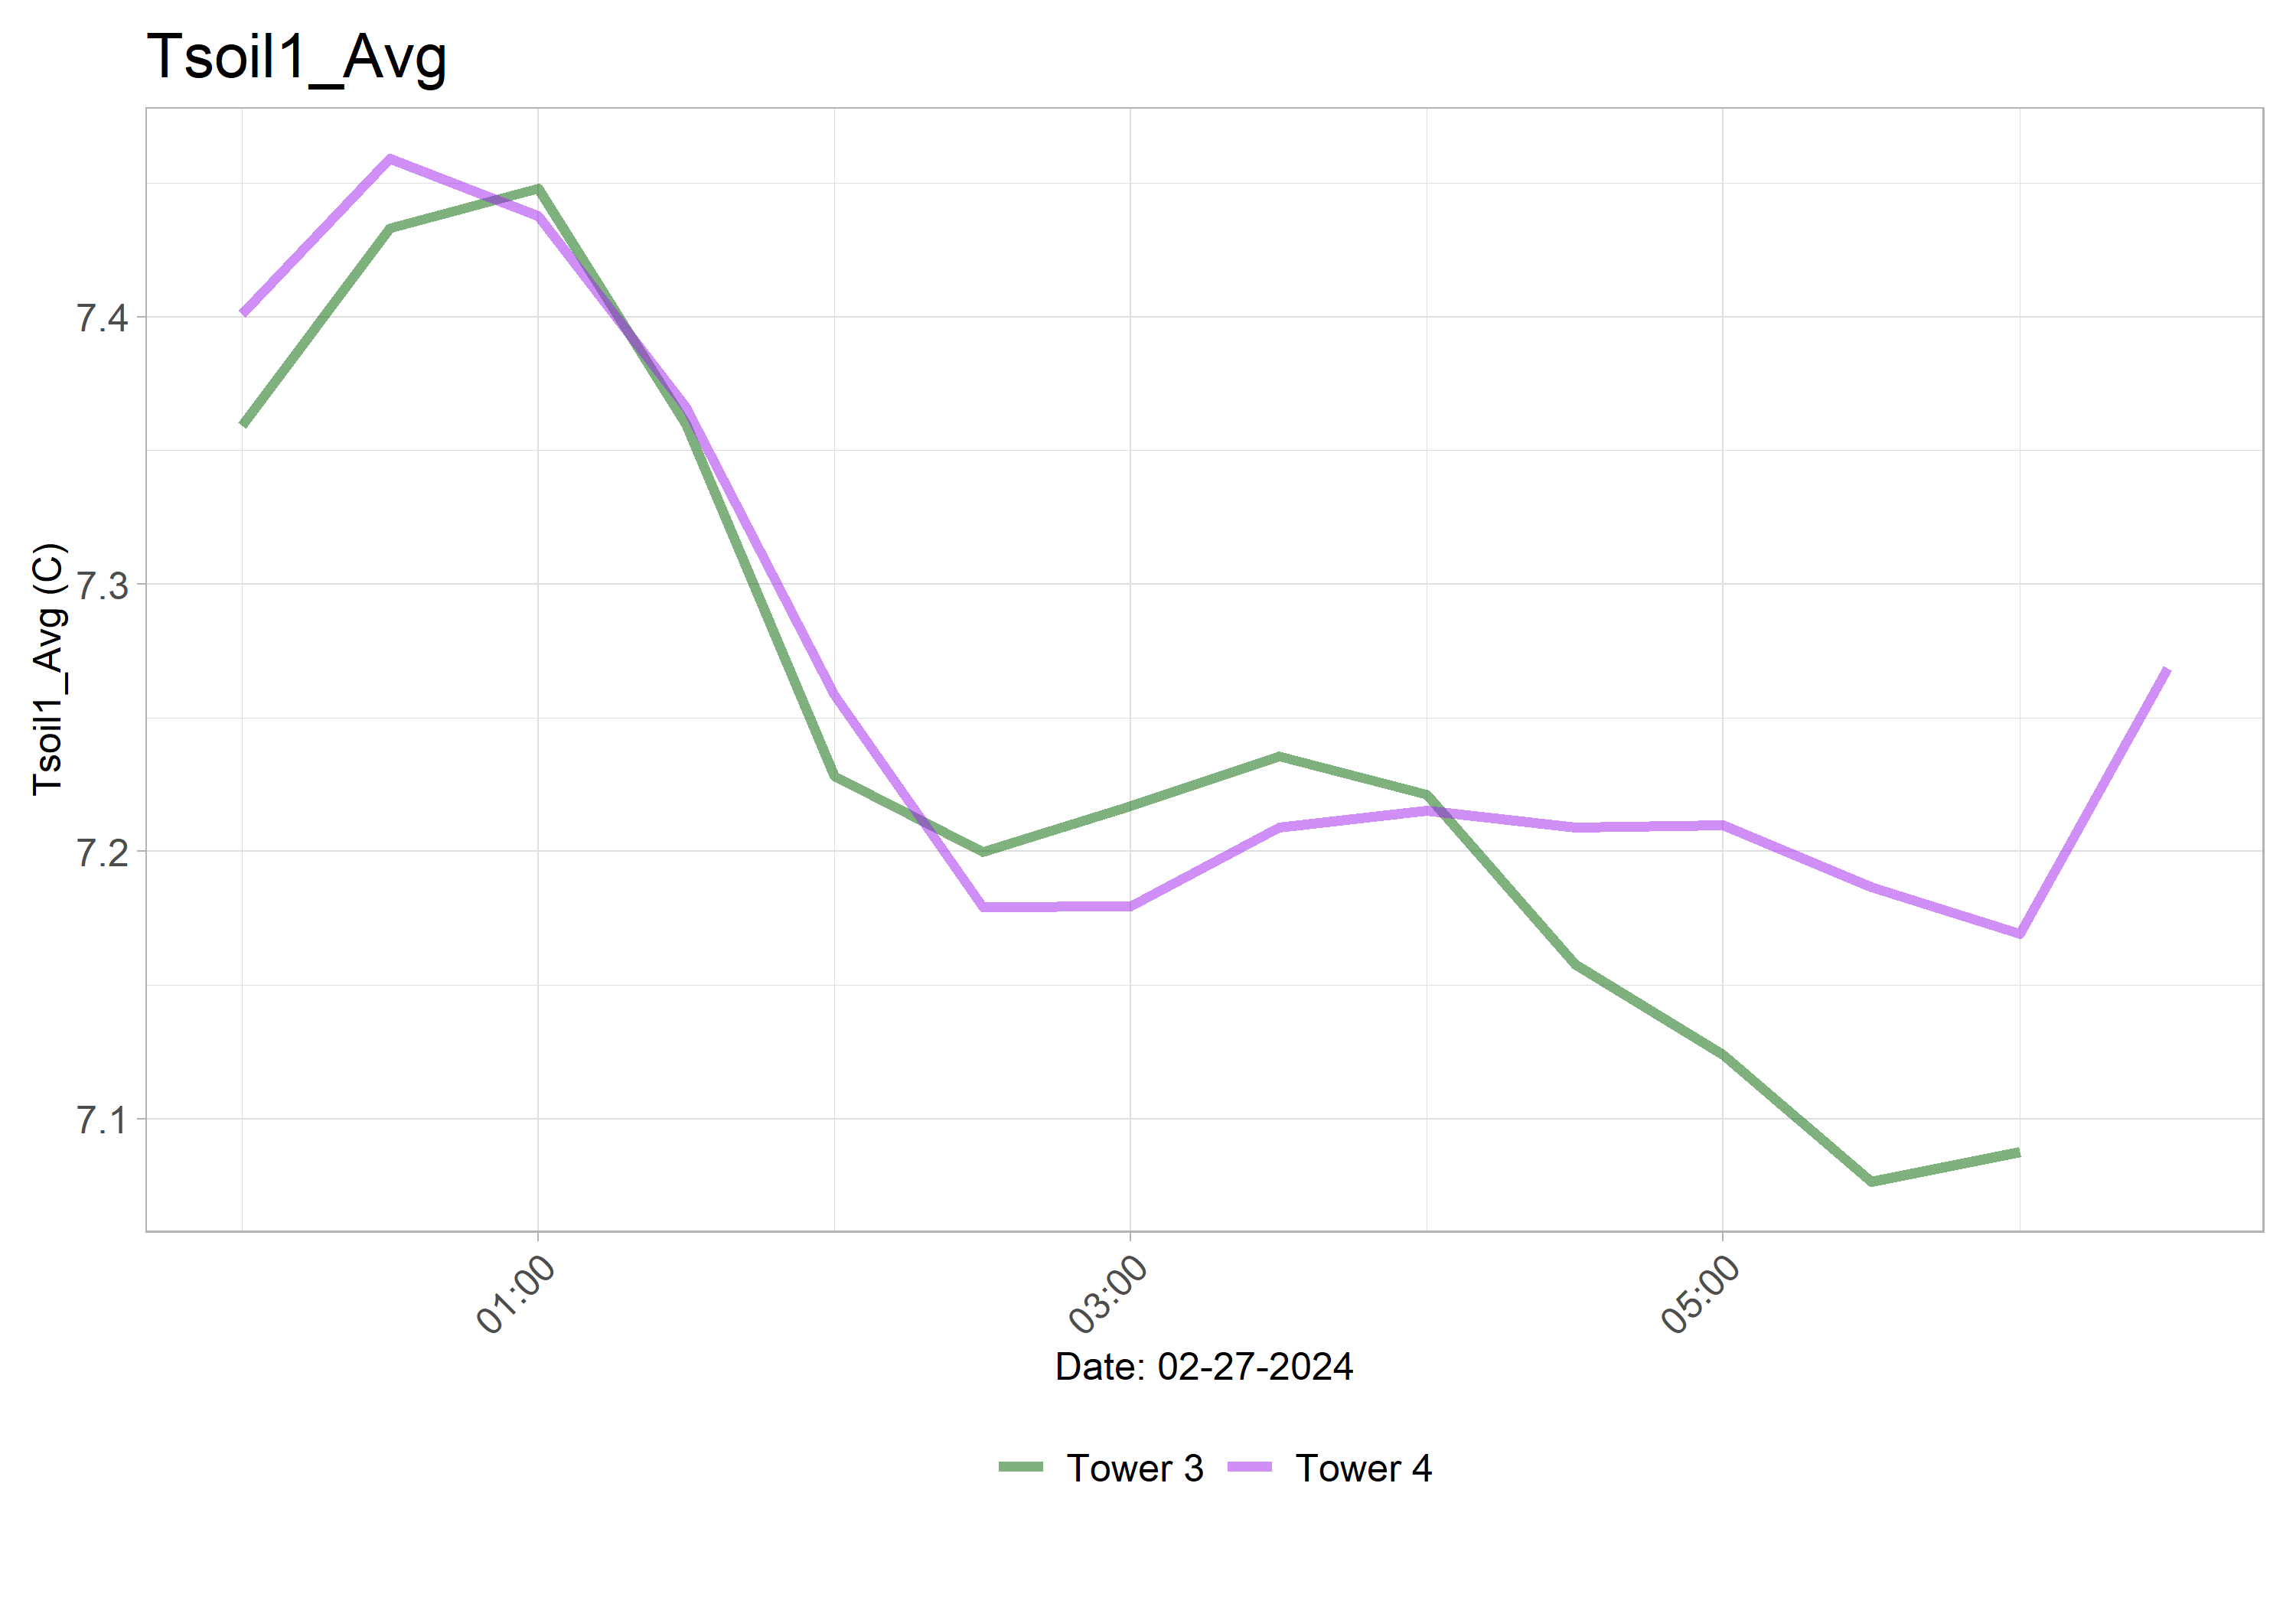 Tsoil1_Avg
Tsoil1_Avg (C)
7.4
7.3
7.2
7.1
01:00
03:00
05:00
Date: 02-27-2024
Tower 3
Tower 4